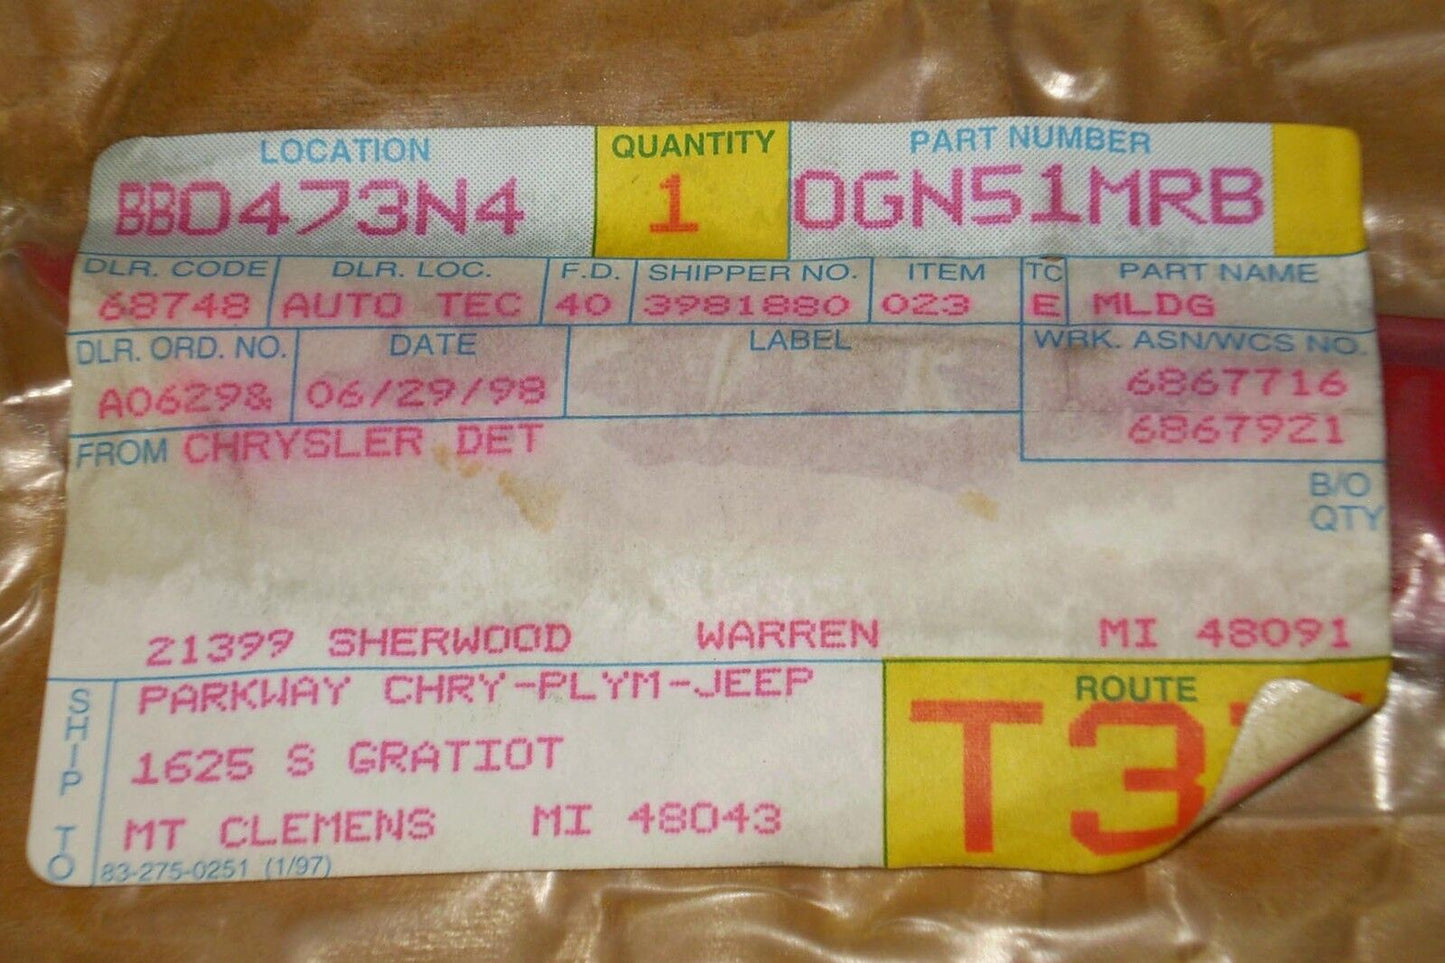 LOCATION QUANTITY PART NUMBER
BB0473N4 1 0GN51MRB
DLR. CODE DLR. LOC. F.D. SHIPPER NO. ITEM TC PART NAME
68748 AUTO TEC 40 3981880 023 E MLDG
DLR. ORD. NO. DATE LABEL WRK. ASN/WCS NO.
A0629& 06/29/98 6867716
6867921
FROM CHRYSLER DET
B/O
QTY
21399 SHERWOOD WARREN MI 48091
SHIP TO
PARKWAY CHRY-PLYM-JEEP
1625 S GRATIOT
MT CLEMENS MI 48043
83-275-0251 (1/97)
ROUTE
T3